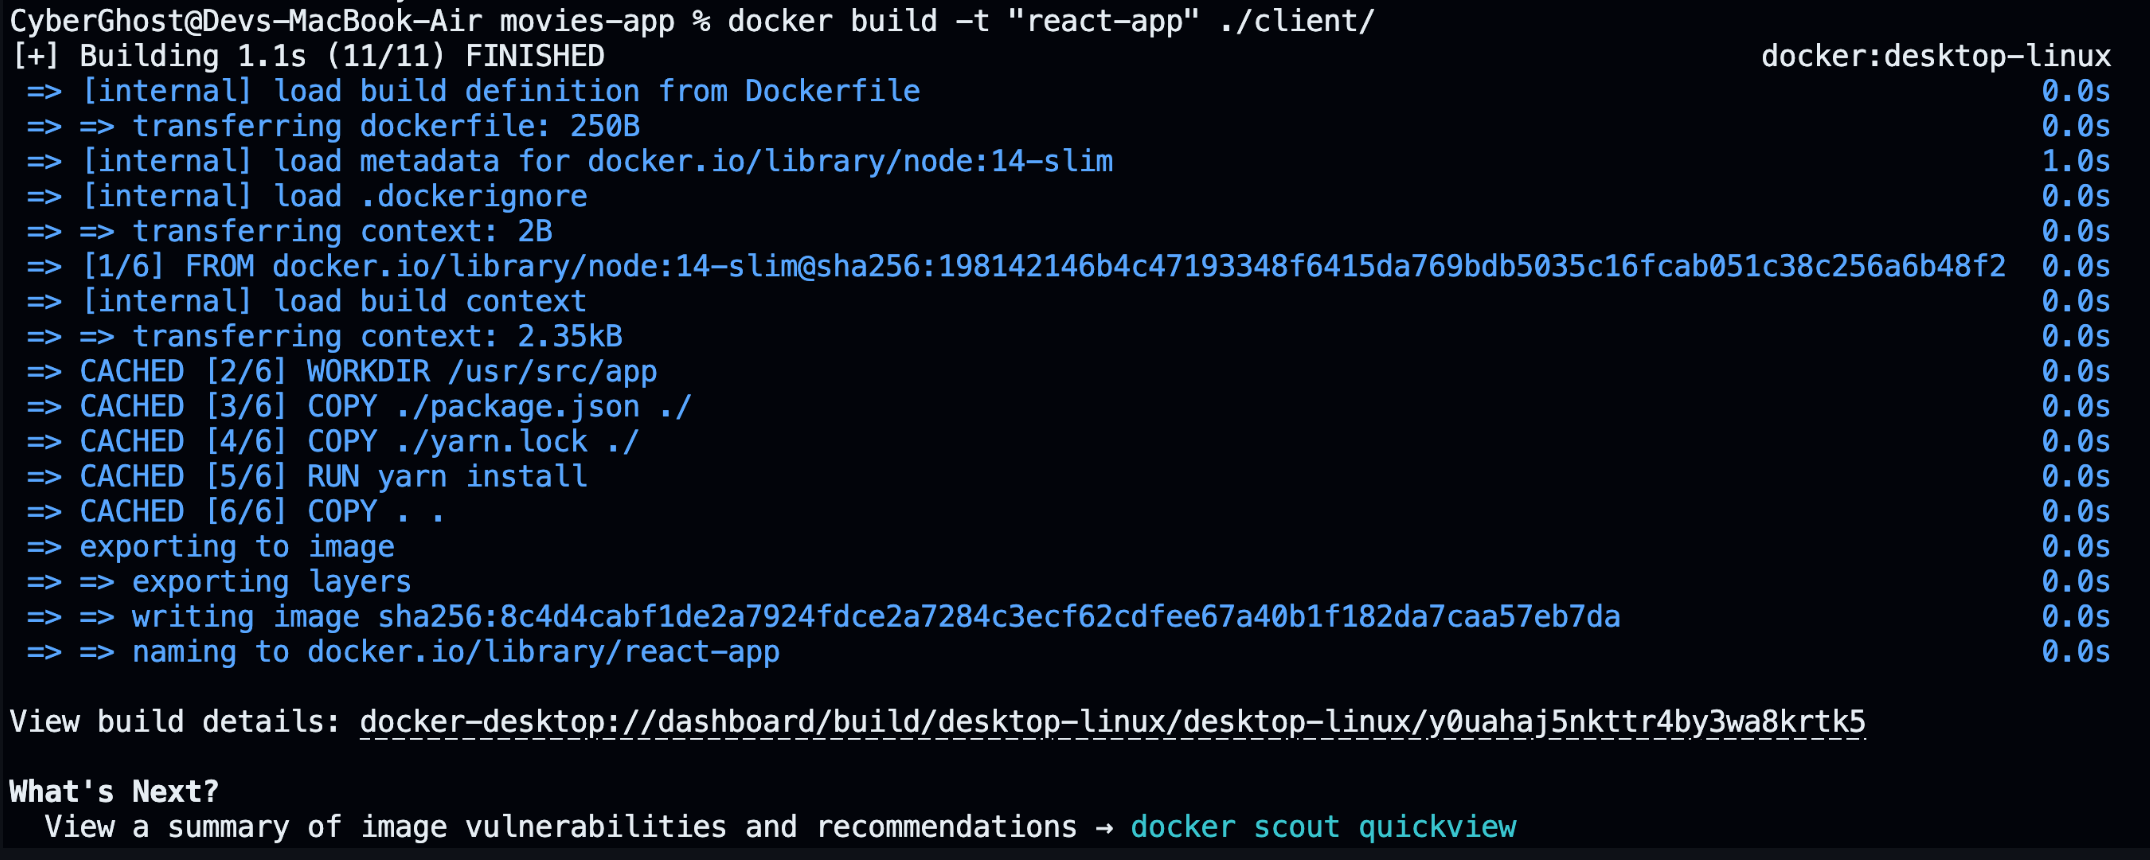 CyberGhost@Devs-MacBook-Air movies-app % docker build -t "react-app" ./client/
[+] Building 1.1s (11/11) FINISHED docker:desktop-linux
=> [internal] load build definition from Dockerfile 0.0s
=> => transferring dockerfile: 250B 0.0s
=> [internal] load metadata for docker.io/library/node:14-slim 1.0s
=> [internal] load .dockerignore 0.0s
=> => transferring context: 2B 0.0s
=> [1/6] FROM docker.io/library/node:14-slim@sha256:198142146b4c47193348f6415da769bdb5035c16fcab051c38c256a6b48f2 0.0s
=> [internal] load build context 0.0s
=> => transferring context: 2.35kB 0.0s
=> CACHED [2/6] WORKDIR /usr/src/app 0.0s
=> CACHED [3/6] COPY ./package.json ./ 0.0s
=> CACHED [4/6] COPY ./yarn.lock ./ 0.0s
=> CACHED [5/6] RUN yarn install 0.0s
=> CACHED [6/6] COPY . . 0.0s
=> exporting to image 0.0s
=> => exporting layers 0.0s
=> => writing image sha256:8c4d4cabf1de2a7924fdce2a7284c3ecf62cdfee67a40b1f182da7caa57eb7da 0.0s
=> => naming to docker.io/library/react-app 0.0s
View build details: docker-desktop://dashboard/build/desktop-linux/desktop-linux/y0uahaj5nkttr4by3wa8krtk5
What's Next?
View a summary of image vulnerabilities and recommendations → docker scout quickview